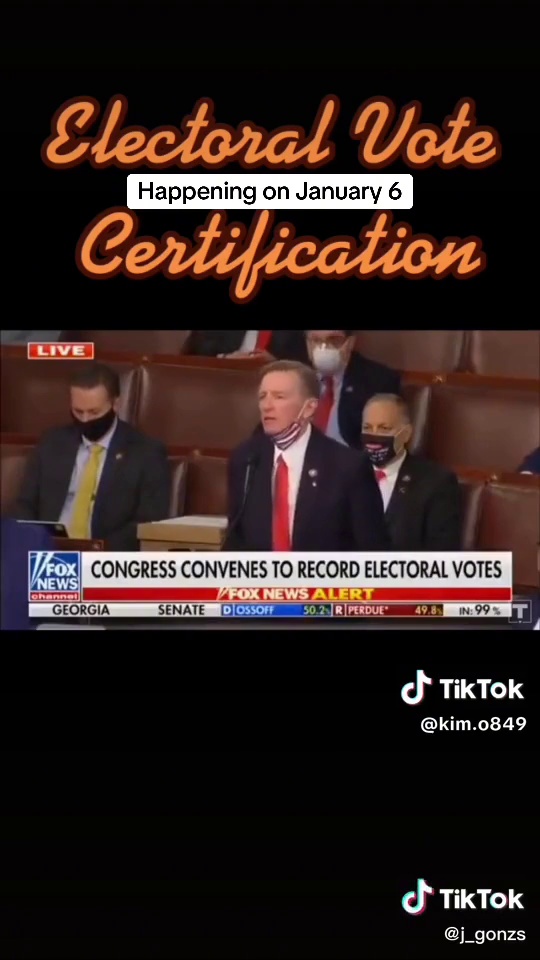 Electoral Vote
Happening on January 6
Certification
LIVE
FOX
NEWS
channel
CONGRESS CONVENES TO RECORD ELECTORAL VOTES
FOX NEWS ALERT
GEORGIA SENATE D OSSOFF 50.2% R PERDUE* 49.8% IN: 99%
T
TikTok
@kim.o849
TikTok
@j_gonzs